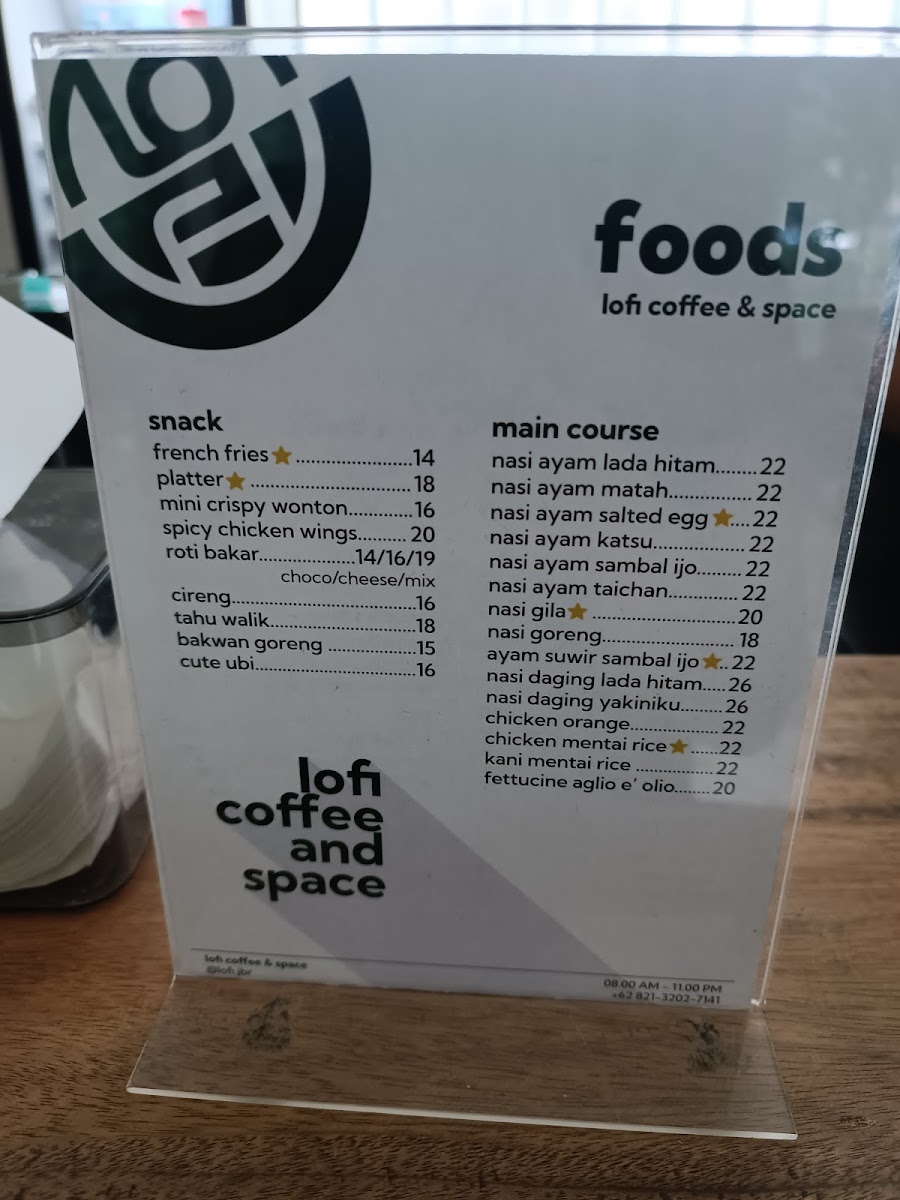 foods
lofi coffee & space
snack
french fries ........................14
platter ................................ 18
mini crispy wonton.............16
spicy chicken wings......... 20
roti bakar...................14/16/19
choco/cheese/mix
cireng.....................................16
tahu walik.............................18
bakwan goreng .................15
cute ubi................................16
main course
nasi ayam lada hitam........22
nasi ayam matah................ 22
nasi ayam salted egg ....22
nasi ayam katsu.................... 22
nasi ayam sambal ijo......... 22
nasi ayam taichan............... 22
nasi gila ..............................20
nasi goreng............................ 18
ayam suwir sambal ijo .. 22
nasi daging lada hitam.....26
nasi daging yakiniku.........26
chicken orange.................... 22
chicken mentai rice ......22
kani mentai rice ................22
fettucine aglio e' olio........20
lofi
coffee
and
space
lofi coffee & space
@lofi.jbr
08.00 AM - 11.00 PM
+62 821-3202-7141